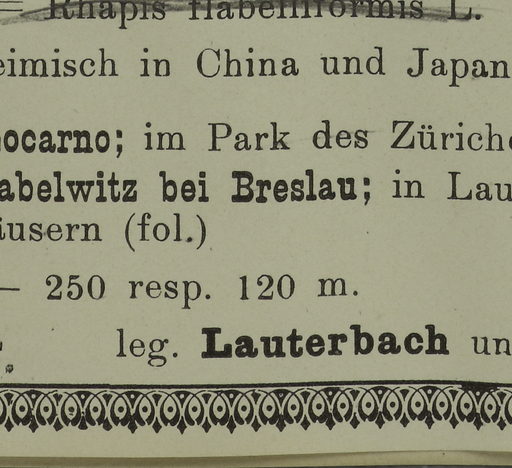 Rhapis flabelliformis L.
eimisch in China und Japan
ocarno; im Park des Züriche
abelwitz bei Breslau; in Lau
äusern (fol.)
— 250 resp. 120 m.
leg. Lauterbach un